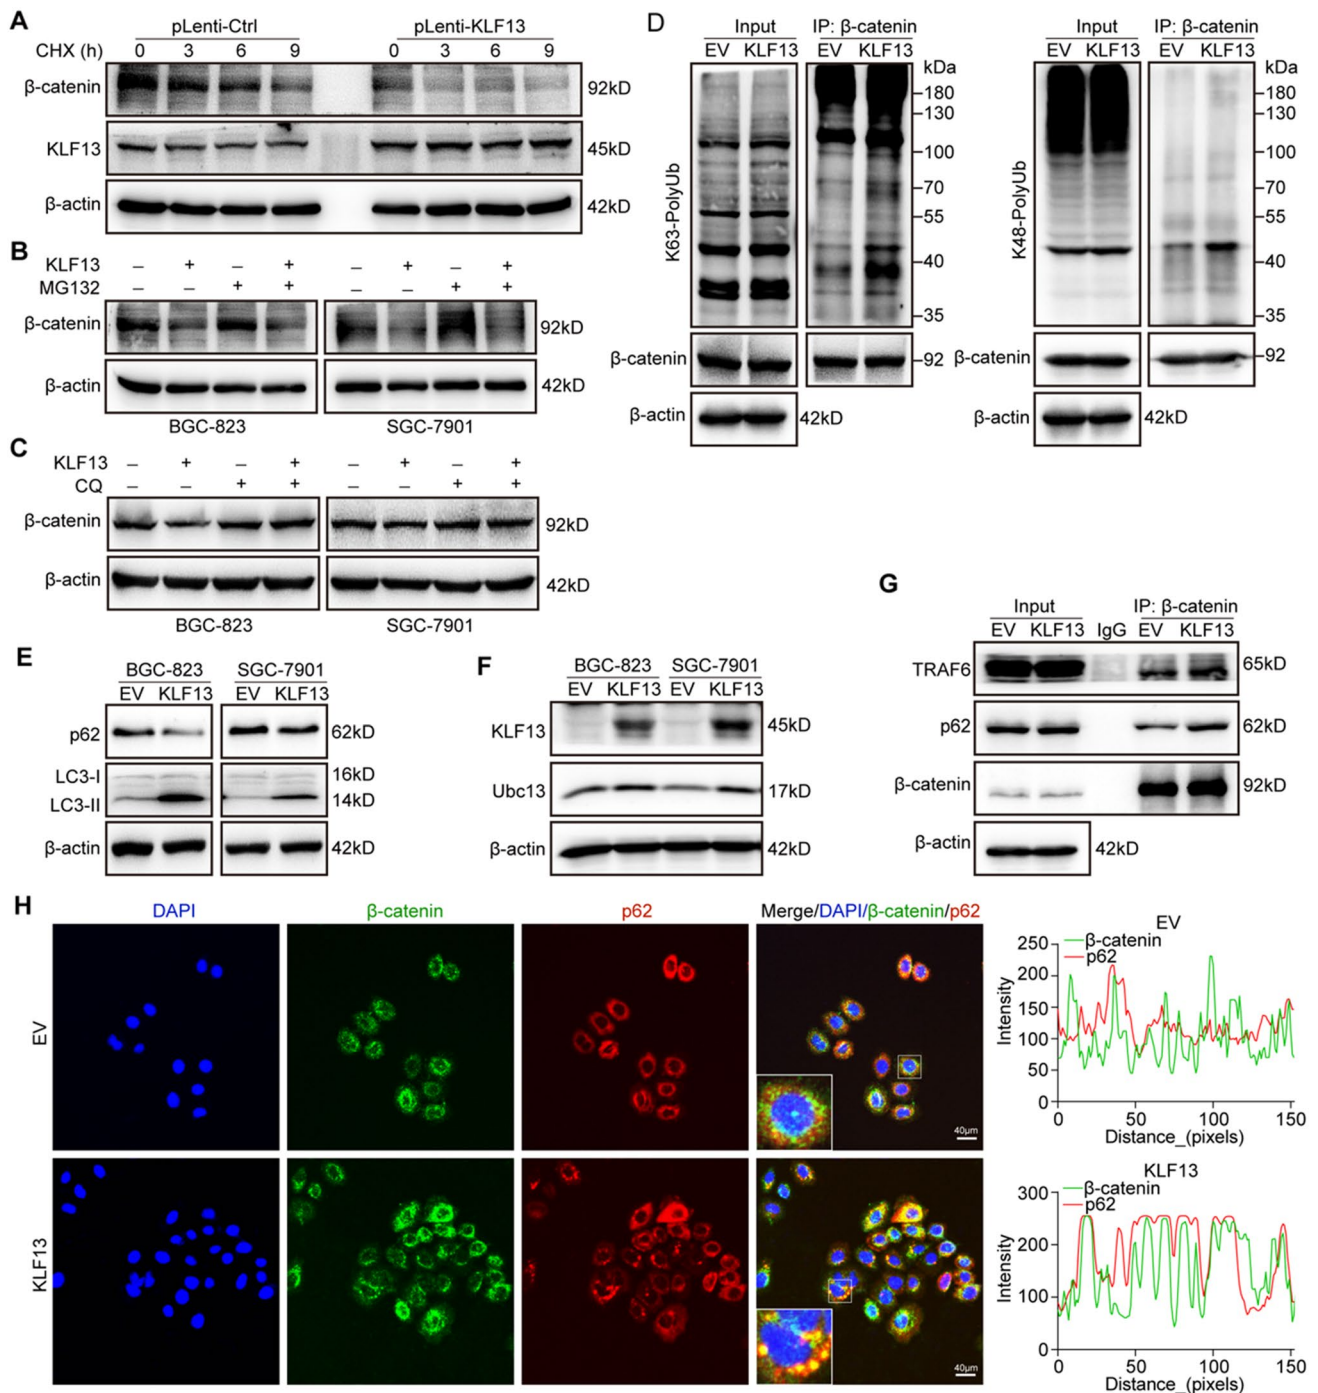 A
pLenti-Ctrl pLenti-KLF13
CHX (h) 0 3 6 9 0 3 6 9
β-catenin 92kD
KLF13 45kD
β-actin 42kD
B
KLF13 – + – + – + – +
MG132 – – + + – – + +
β-catenin 92kD
β-actin 42kD
BGC-823 SGC-7901
C
KLF13 – + – + – + – +
CQ – – + + – – + +
β-catenin 92kD
β-actin 42kD
BGC-823 SGC-7901
D
Input IP: β-catenin
EV KLF13 EV KLF13
kDa
180
130
100
70
55
40
35
K63-PolyUb
β-catenin 92
β-actin 42kD
Input IP: β-catenin
EV KLF13 EV KLF13
kDa
180
130
100
70
55
40
35
K48-PolyUb
β-catenin 92
β-actin 42kD
E
BGC-823 SGC-7901
EV KLF13 EV KLF13
p62 62kD
LC3-I 16kD
LC3-II 14kD
β-actin 42kD
F
BGC-823 SGC-7901
EV KLF13 EV KLF13
KLF13 45kD
Ubc13 17kD
β-actin 42kD
G
Input IP: β-catenin
EV KLF13 IgG EV KLF13
TRAF6 65kD
p62 62kD
β-catenin 92kD
β-actin 42kD
H
DAPI β-catenin p62 Merge/DAPI/β-catenin/p62
EV
40μm
KLF13
40μm
EV
β-catenin
p62
250
200
150
100
50
0
Intensity
0 50 100 150
Distance_(pixels)
KLF13
β-catenin
p62
300
200
100
0
Intensity
0 50 100 150
Distance_(pixels)